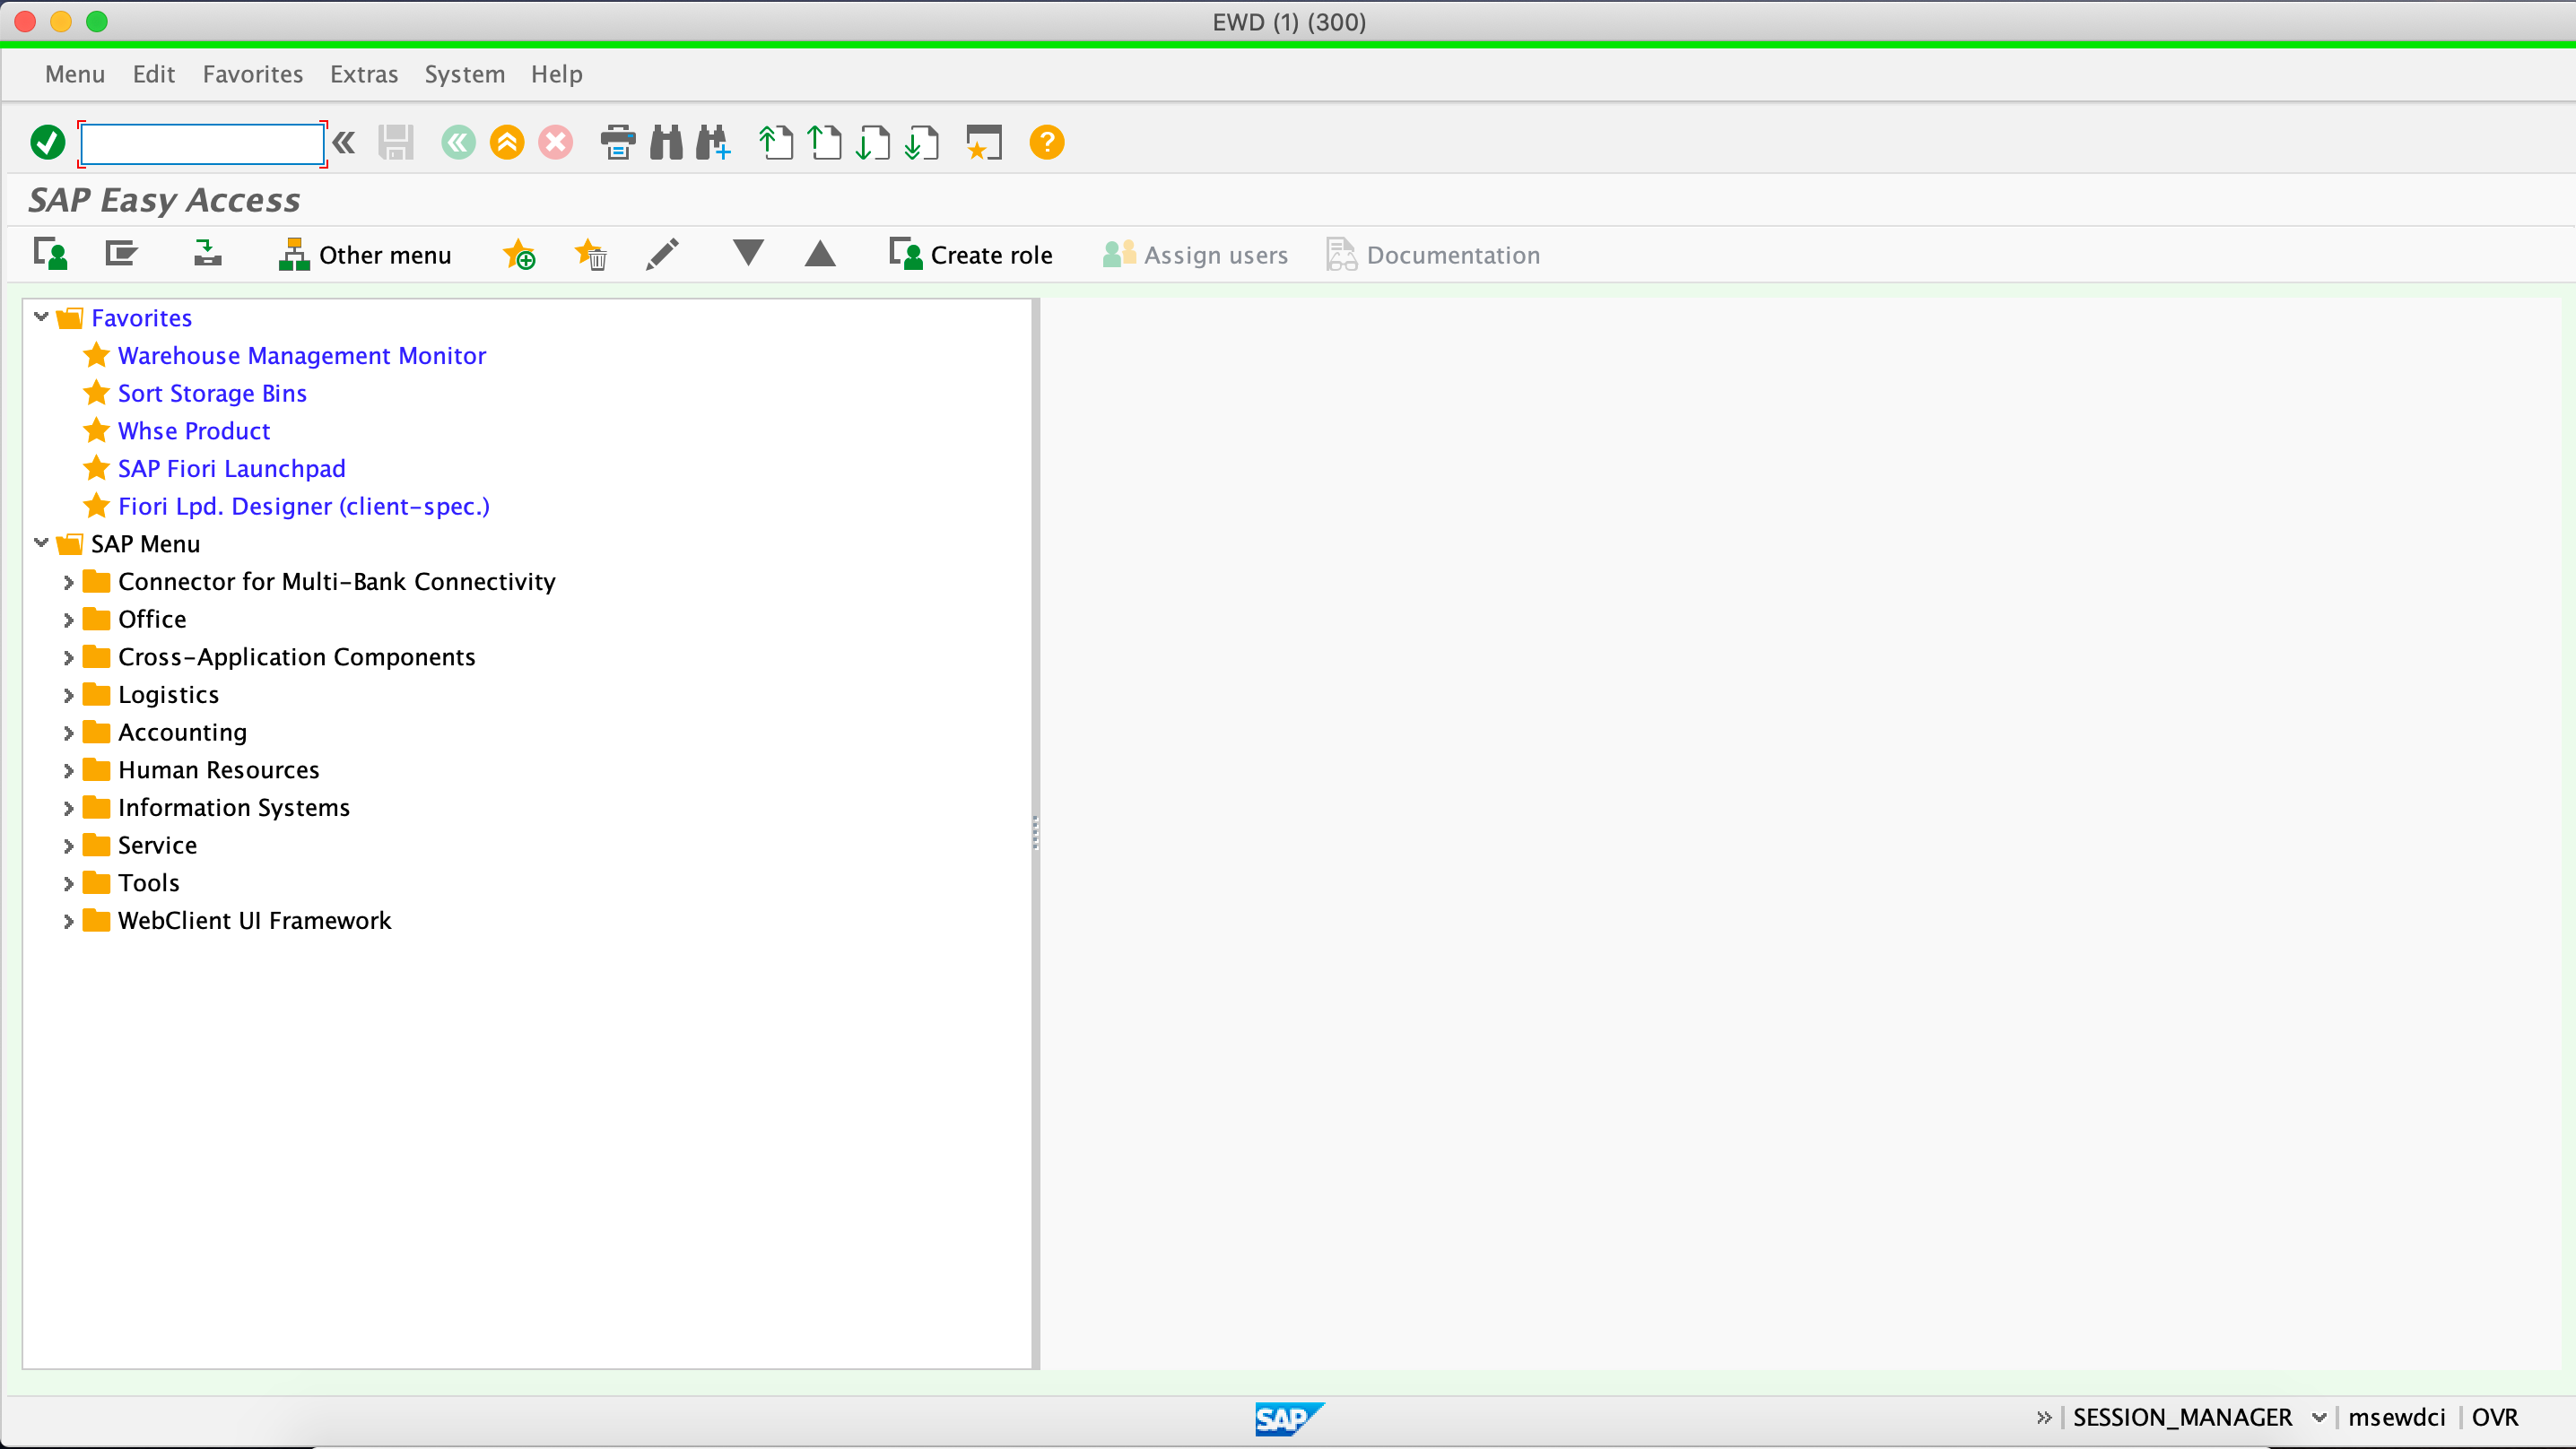 EWD (1) (300)
Menu Edit Favorites Extras System Help
SAP Easy Access
Other menu Create role Assign users Documentation
Favorites
Warehouse Management Monitor
Sort Storage Bins
Whse Product
SAP Fiori Launchpad
Fiori Lpd. Designer (client-spec.)
SAP Menu
Connector for Multi-Bank Connectivity
Office
Cross-Application Components
Logistics
Accounting
Human Resources
Information Systems
Service
Tools
WebClient UI Framework
SAP SESSION_MANAGER msewdci OVR